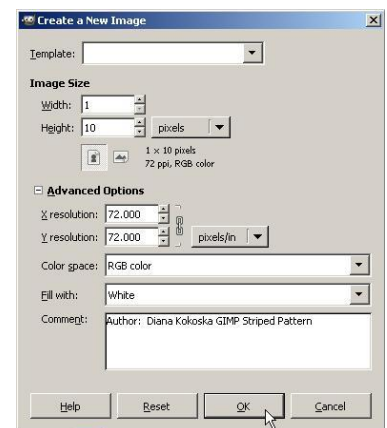 Create a New Image
Template:
Image Size
Width: 1
Height: 10 pixels
1 × 10 pixels
72 ppi, RGB color
Advanced Options
X resolution: 72.000
Y resolution: 72.000 pixels/in
Color space: RGB color
Fill with: White
Comment: Author: Diana Kokoska GIMP Striped Pattern
Help Reset OK Cancel